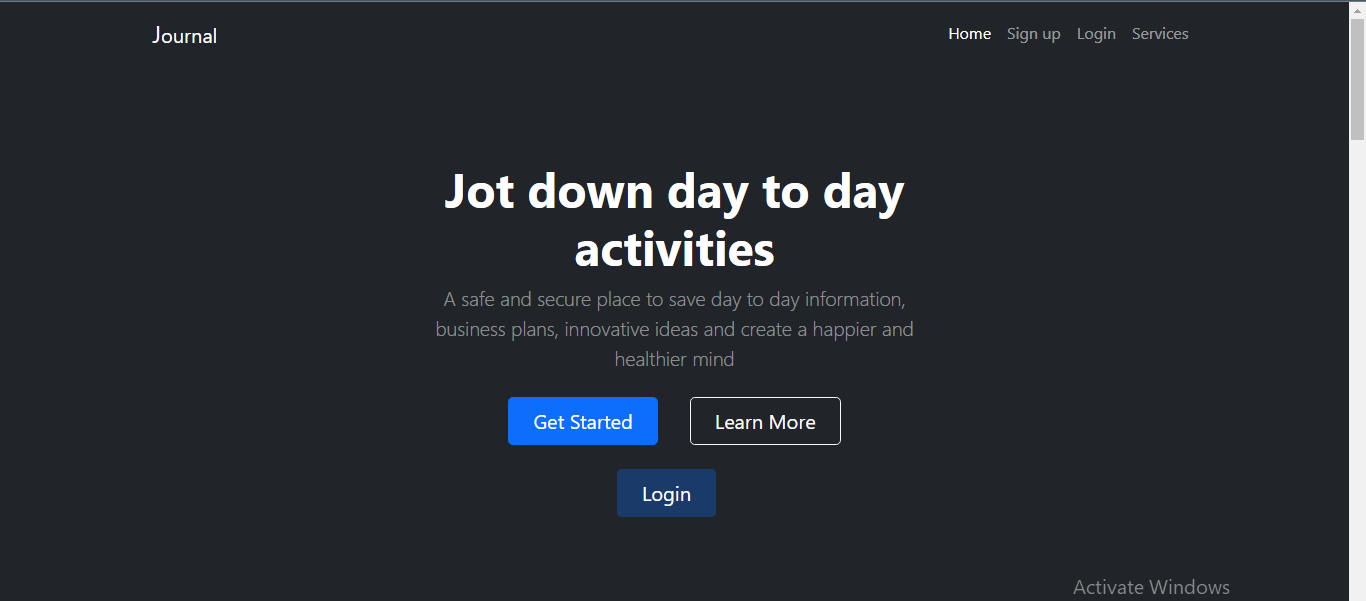 Journal
Home Sign up Login Services
Jot down day to day
activities
A safe and secure place to save day to day information,
business plans, innovative ideas and create a happier and
healthier mind
Get Started Learn More
Login
Activate Windows